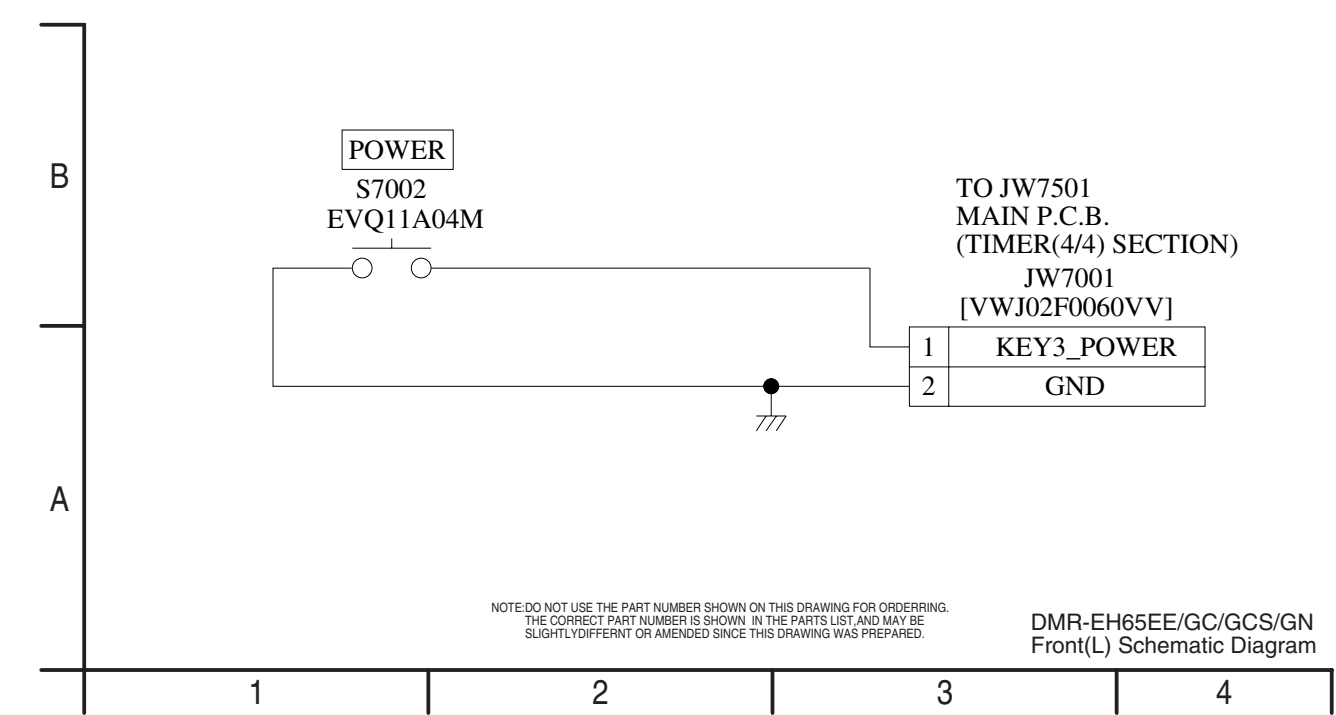 B
POWER
S7002
EVQ11A04M
TO JW7501
MAIN P.C.B.
(TIMER(4/4) SECTION)
JW7001
[VWJ02F0060VV]
1 KEY3_POWER
2 GND
A
NOTE:DO NOT USE THE PART NUMBER SHOWN ON THIS DRAWING FOR ORDERRING.
THE CORRECT PART NUMBER IS SHOWN IN THE PARTS LIST,AND MAY BE
SLIGHTLYDIFFERNT OR AMENDED SINCE THIS DRAWING WAS PREPARED.
DMR-EH65EE/GC/GCS/GN
Front(L) Schematic Diagram
1 2 3 4